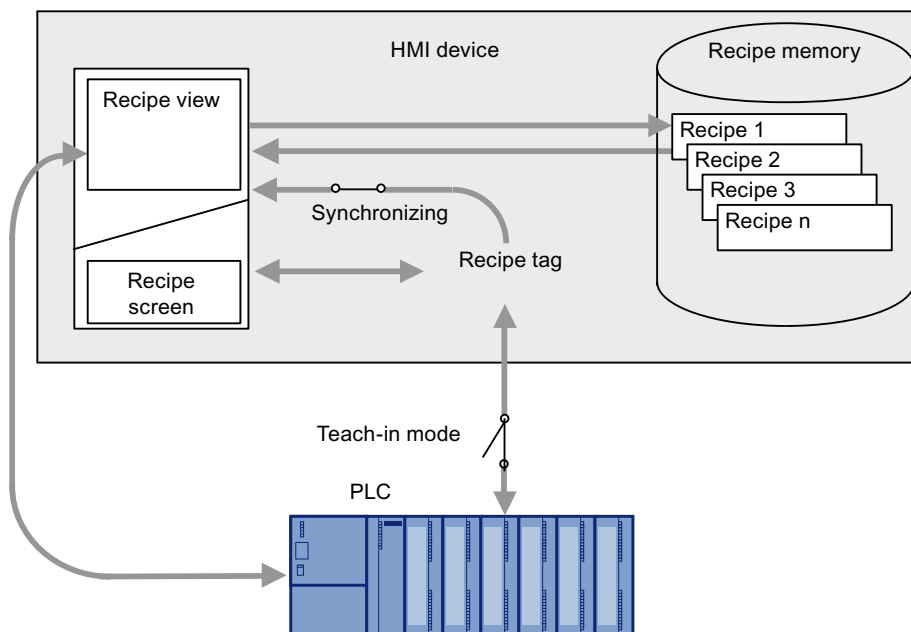 HMI device
Recipe memory
Recipe view
Recipe 1
Recipe 2
Recipe 3
Recipe n
Synchronizing
Recipe tag
Recipe
screen
Teach-in mode
PLC